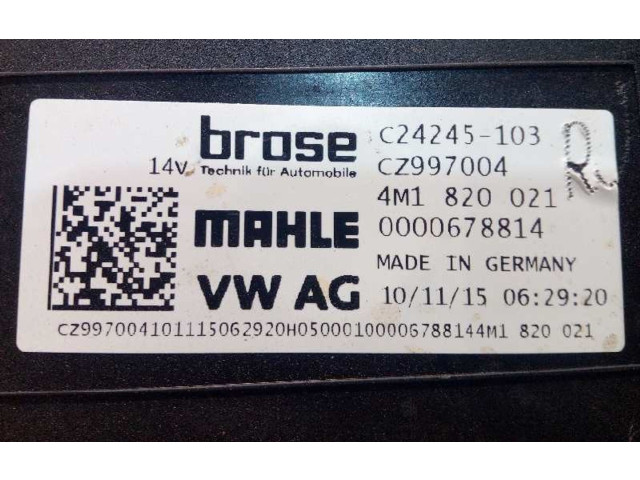 brose C24245-103
14V Technik für Automobile CZ997004
4M1 820 021
MAHLE 0000678814
MADE IN GERMANY
VW AG 10/11/15 06:29:20
CZ997004101115062920H05000100006788144M1 820 021